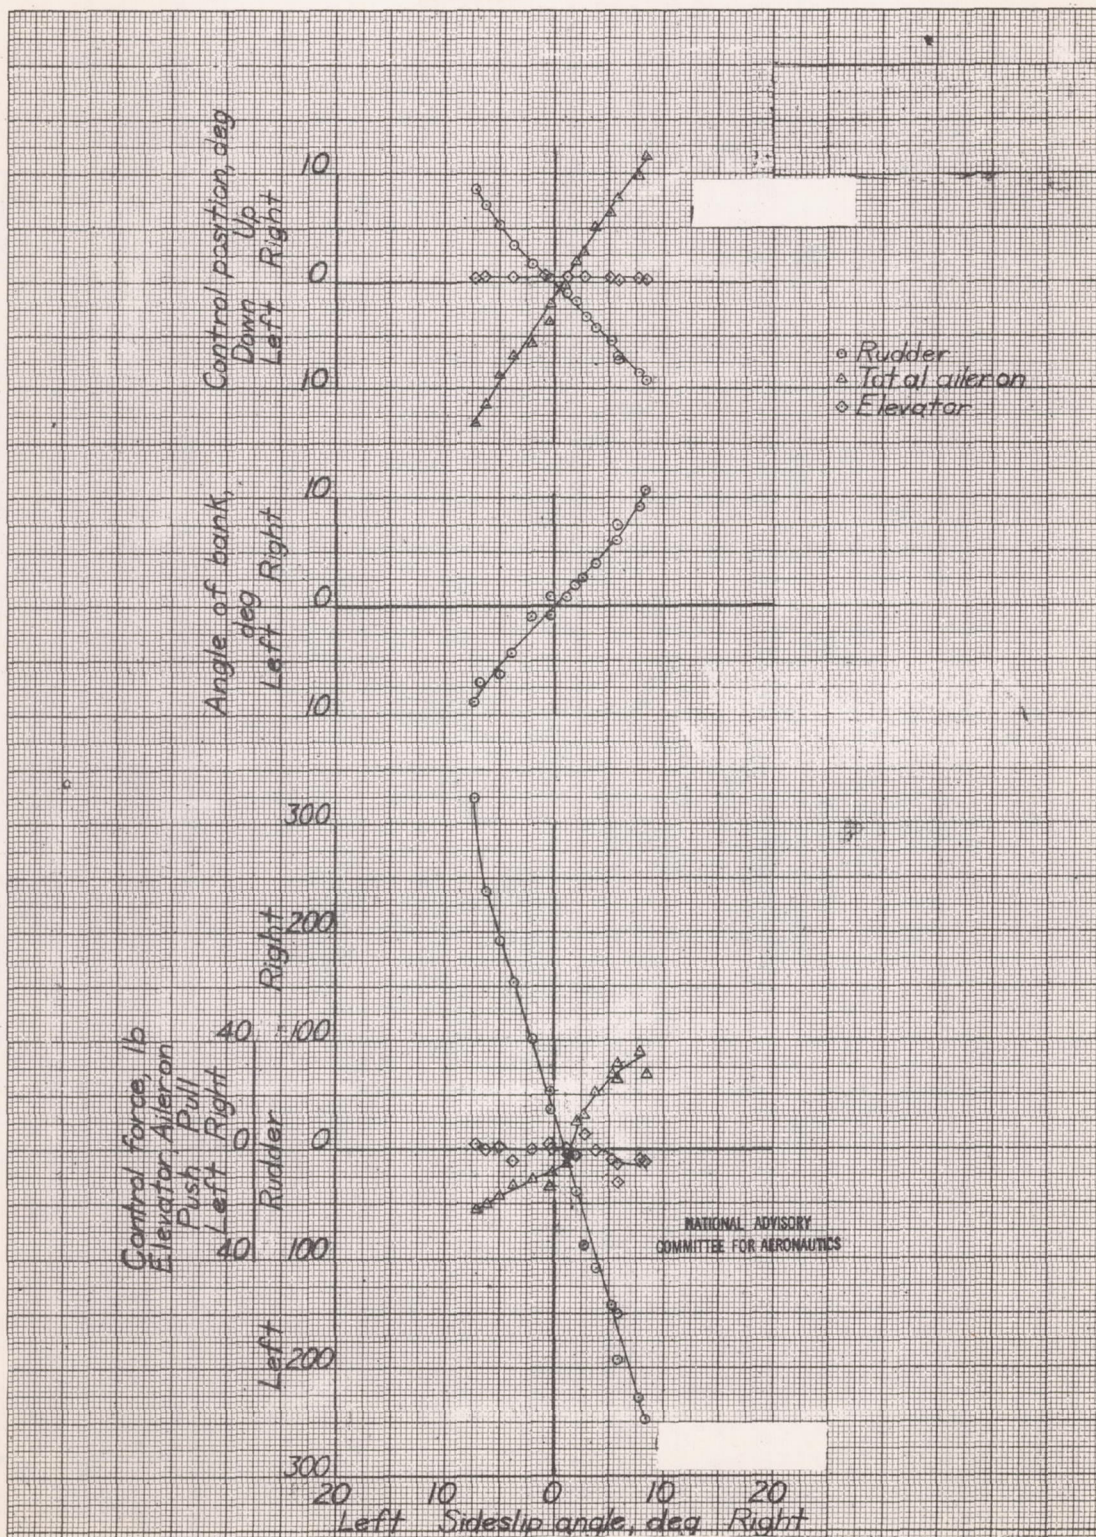 Control position, deg
Down Up
Left Right
10
0
10
Rudder
Total aileron
Elevator
Angle of bank,
deg
Left Right
10
0
10
Control force, lb
Elevator, Aileron
Push Pull
Left Right
40
0
40
Left Rudder Right
300
200
100
0
100
200
300
NATIONAL ADVISORY
COMMITTEE FOR AERONAUTICS
20 10 0 10 20
Left Sideslip angle, deg Right